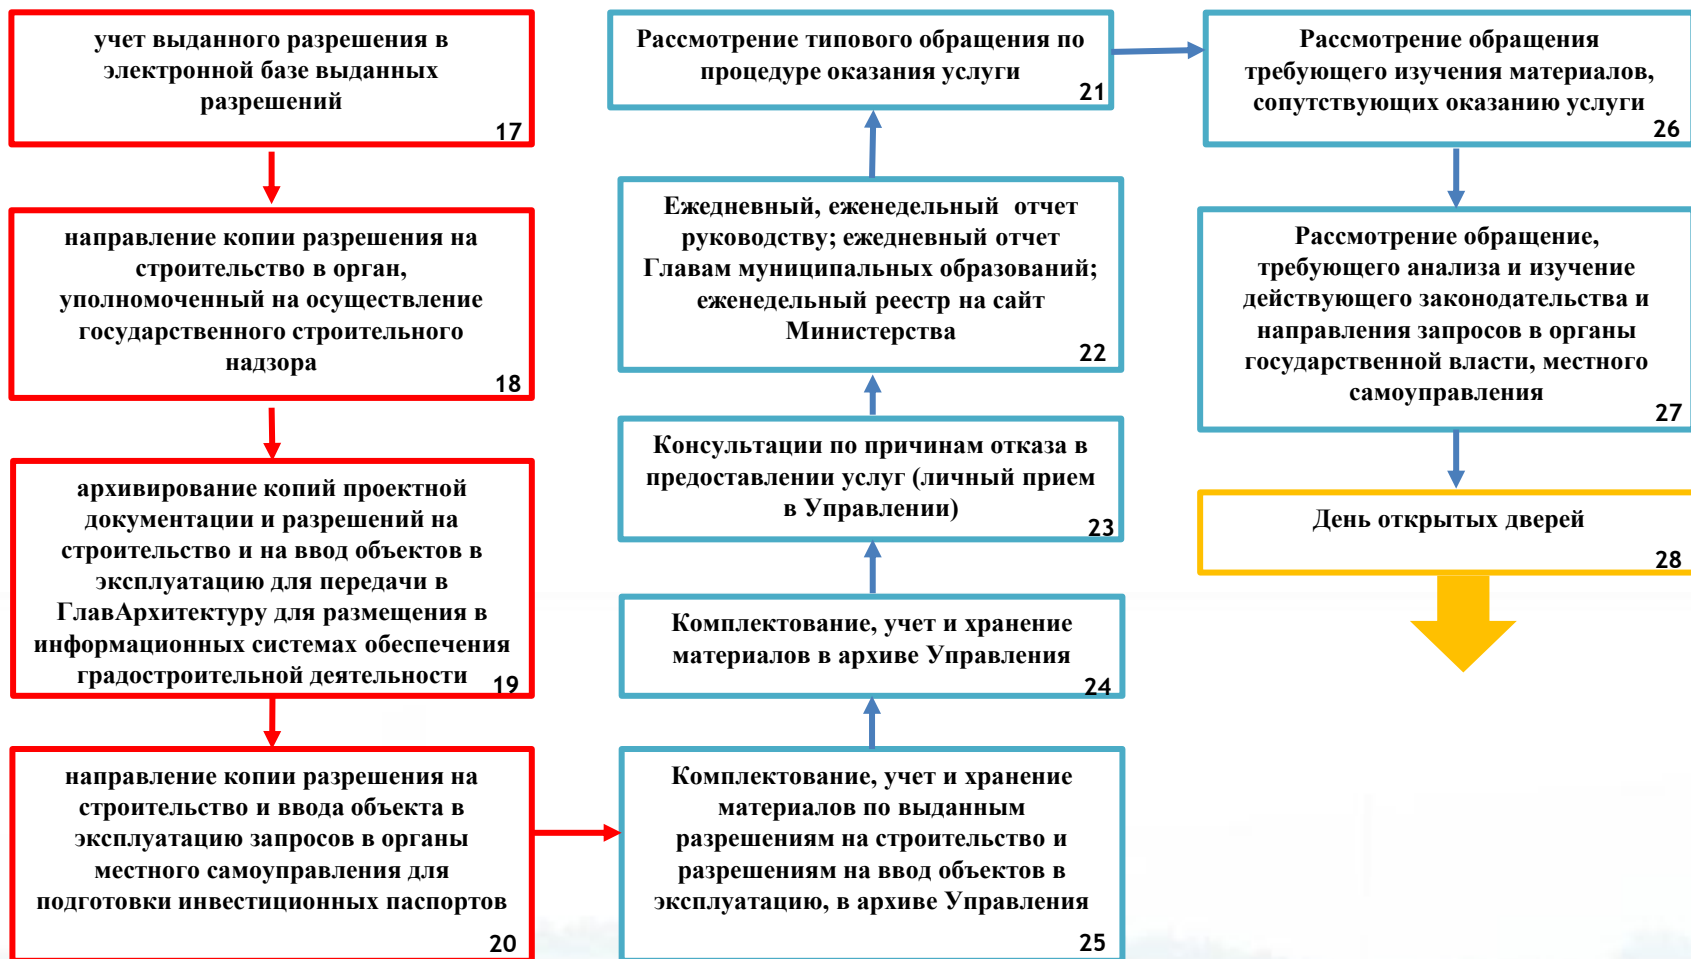 учет выданного разрешения в
электронной базе выданных
разрешений
17
направление копии разрешения на
строительство в орган,
уполномоченный на осуществление
государственного строительного
надзора
18
архивирование копий проектной
документации и разрешений на
строительство и на ввод объектов в
эксплуатацию для передачи в
ГлавАрхитектуру для размещения в
информационных системах обеспечения
градостроительной деятельности
19
направление копии разрешения на
строительство и ввода объекта в
эксплуатацию запросов в органы
местного самоуправления для
подготовки инвестиционных паспортов
20
Рассмотрение типового обращения по
процедуре оказания услуги
21
Ежедневный, еженедельный отчет
руководству; ежедневный отчет
Главам муниципальных образований;
еженедельный реестр на сайт
Министерства
22
Консультации по причинам отказа в
предоставлении услуг (личный прием
в Управлении)
23
Комплектование, учет и хранение
материалов в архиве Управления
24
Комплектование, учет и хранение
материалов по выданным
разрешениям на строительство и
разрешениям на ввод объектов в
эксплуатацию, в архиве Управления
25
Рассмотрение обращения
требующего изучения материалов,
сопутствующих оказанию услуги
26
Рассмотрение обращение,
требующего анализа и изучение
действующего законодательства и
направления запросов в органы
государственной власти, местного
самоуправления
27
День открытых дверей
28